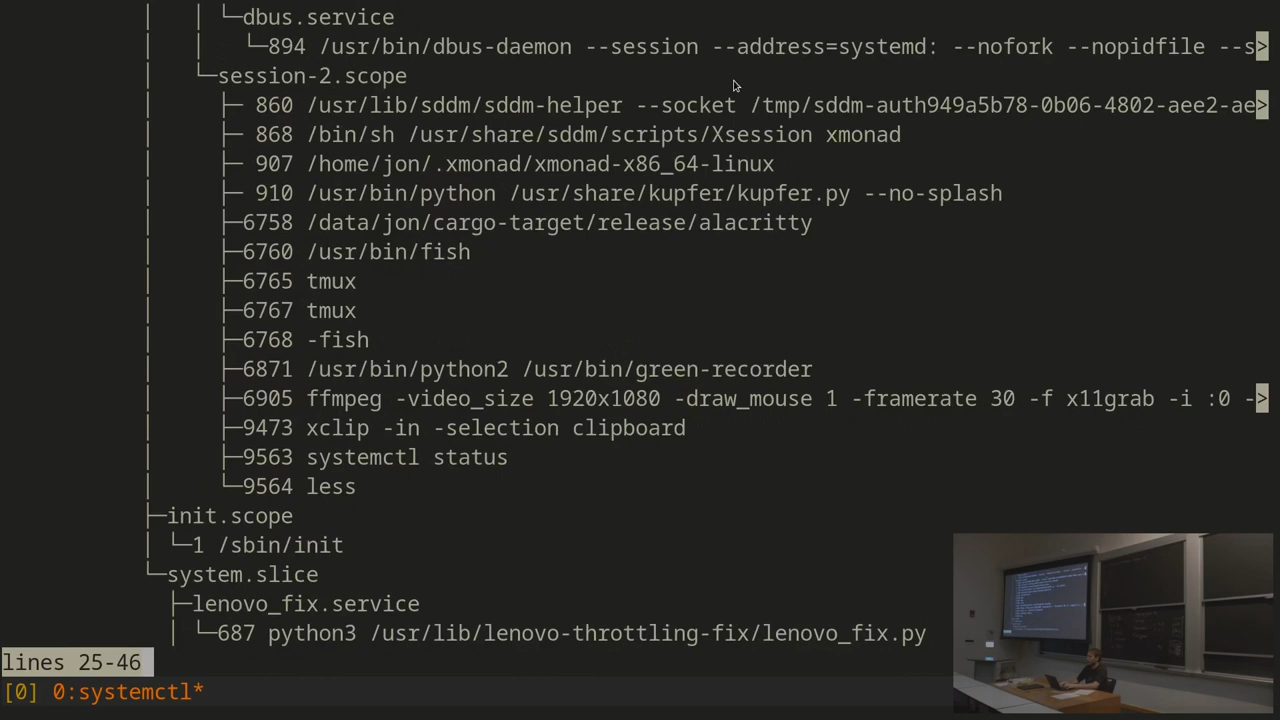 └─dbus.service
└─894 /usr/bin/dbus-daemon --session --address=systemd: --nofork --nopidfile --s>
└─session-2.scope
├─ 860 /usr/lib/sddm/sddm-helper --socket /tmp/sddm-auth949a5b78-0b06-4802-aee2-ae>
├─ 868 /bin/sh /usr/share/sddm/scripts/Xsession xmonad
├─ 907 /home/jon/.xmonad/xmonad-x86_64-linux
├─ 910 /usr/bin/python /usr/share/kupfer/kupfer.py --no-splash
├─6758 /data/jon/cargo-target/release/alacritty
├─6760 /usr/bin/fish
├─6765 tmux
├─6767 tmux
├─6768 -fish
├─6871 /usr/bin/python2 /usr/bin/green-recorder
├─6905 ffmpeg -video_size 1920x1080 -draw_mouse 1 -framerate 30 -f x11grab -i :0 ->
├─9473 xclip -in -selection clipboard
├─9563 systemctl status
└─9564 less
├─init.scope
│ └─1 /sbin/init
└─system.slice
├─lenovo_fix.service
│ └─687 python3 /usr/lib/lenovo-throttling-fix/lenovo_fix.py
lines 25-46
[0] 0:systemctl*